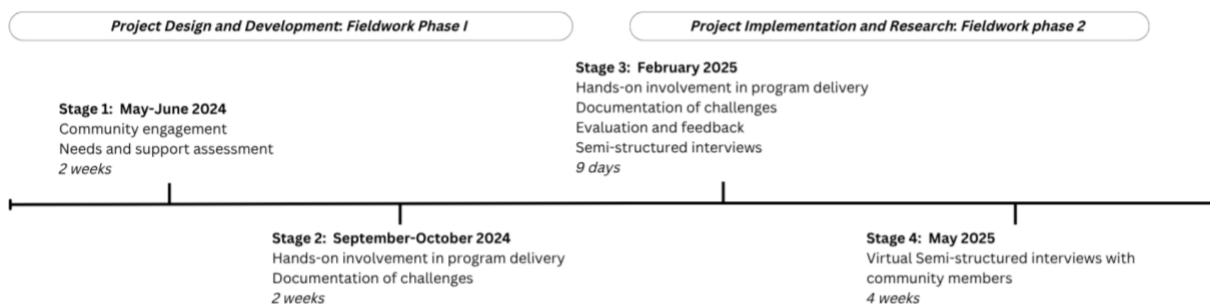 Project Design and Development: Fieldwork Phase I
Project Implementation and Research: Fieldwork phase 2
Stage 1:  May-June 2024
Community engagement
Needs and support assessment
2 weeks
Stage 2:  September-October 2024
Hands-on involvement in program delivery
Documentation of challenges
2 weeks
Stage 3:  February 2025
Hands-on involvement in program delivery
Documentation of challenges
Evaluation and feedback
Semi-structured interviews
9 days
Stage 4:  May 2025
Virtual Semi-structured interviews with
community members
4 weeks